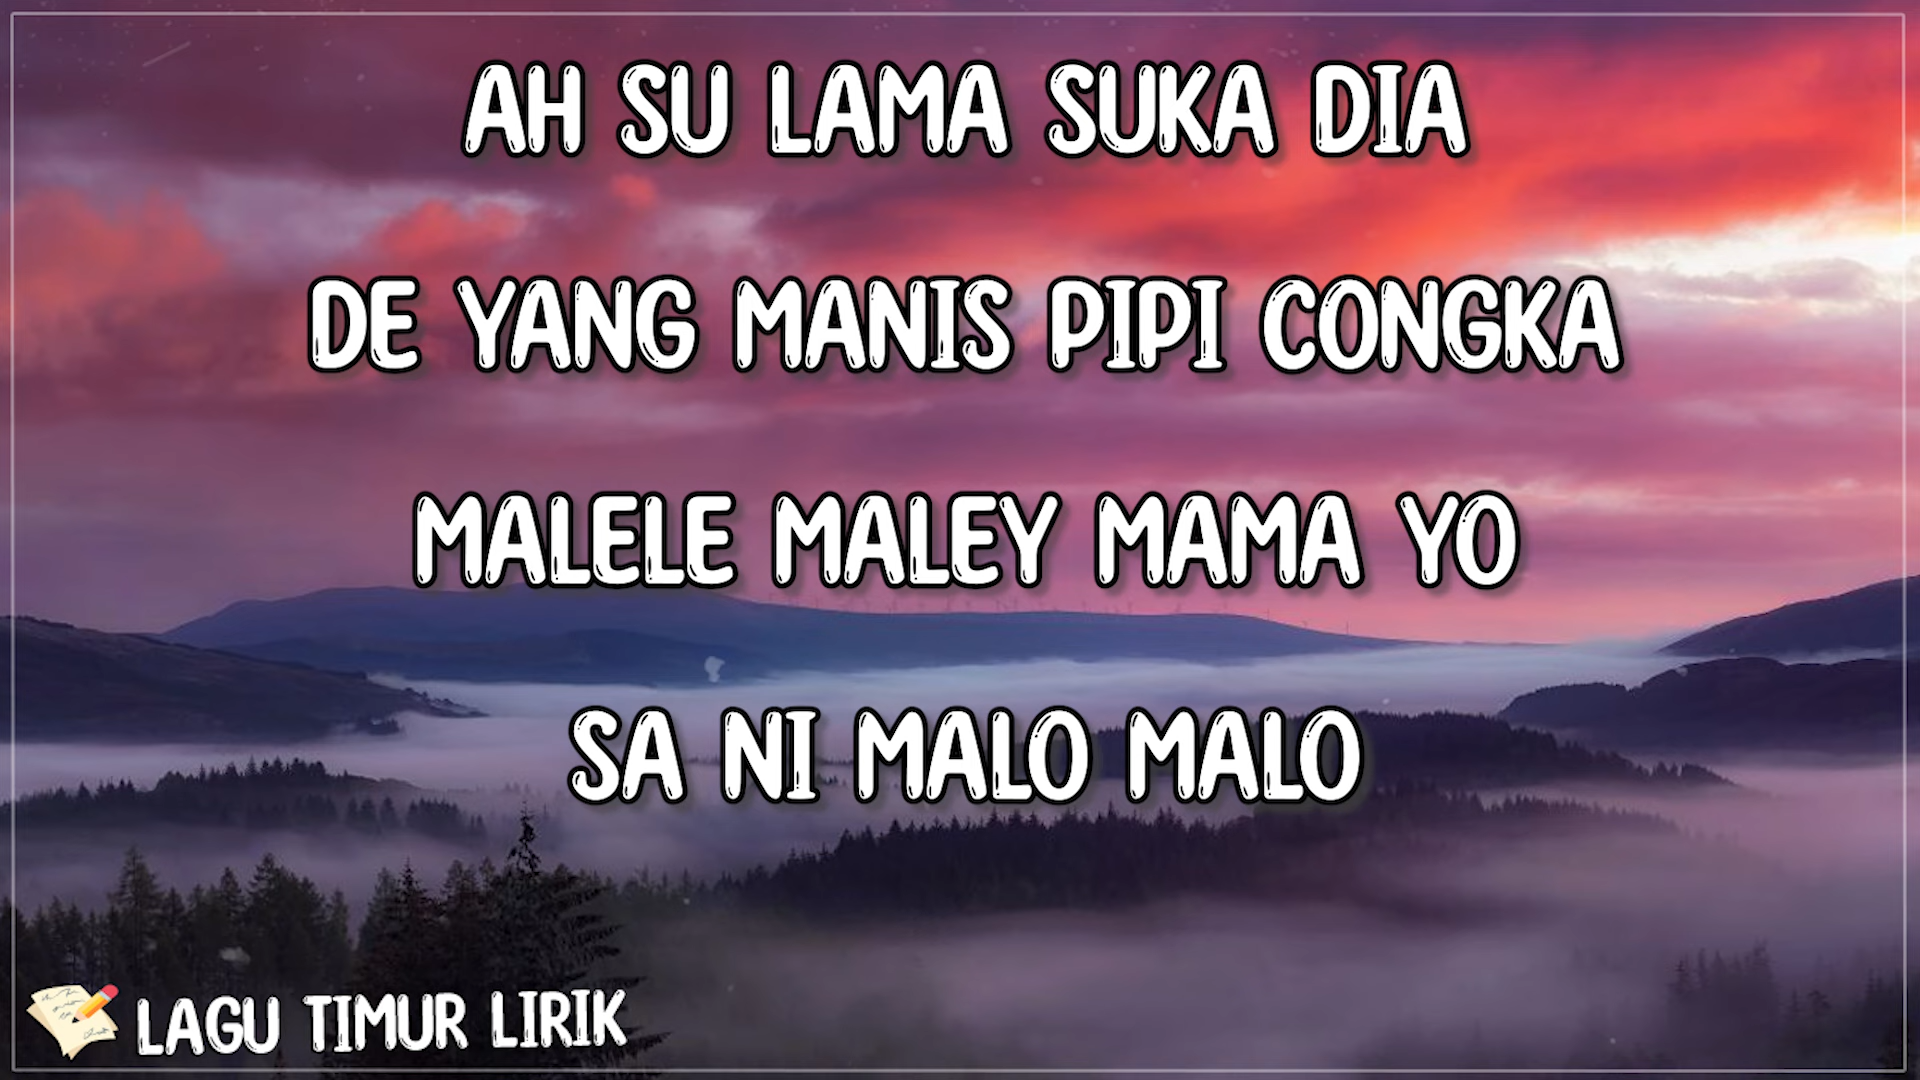 AH SU LAMA SUKA DIA
DE YANG MANIS PIPI CONGKA
MALELE MALEY MAMA YO
SA NI MALO MALO
LAGU TIMUR LIRIK